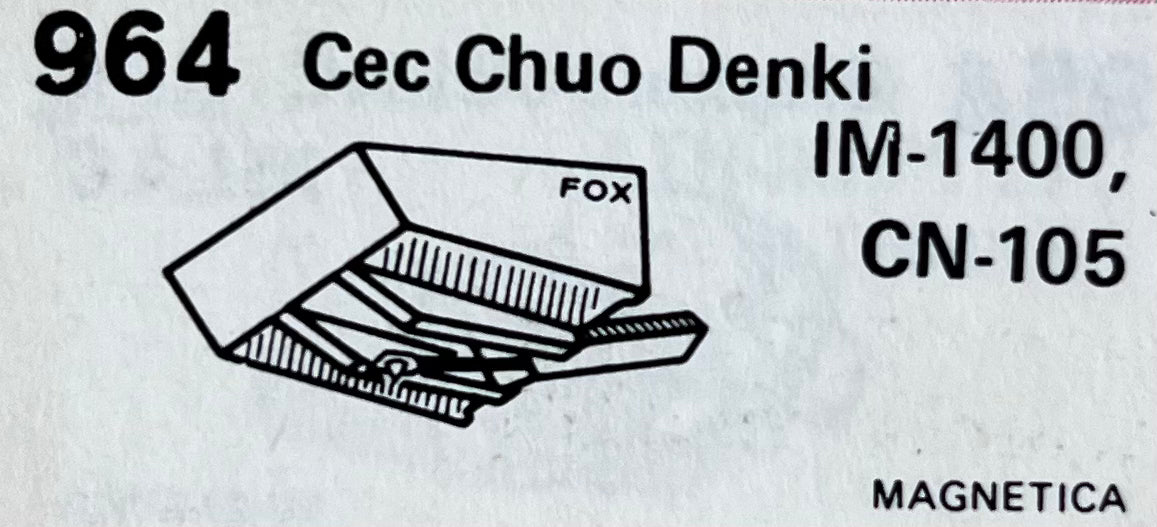 964 Cec Chuo Denki
IM-1400,
CN-105
FOX
MAGNETICA